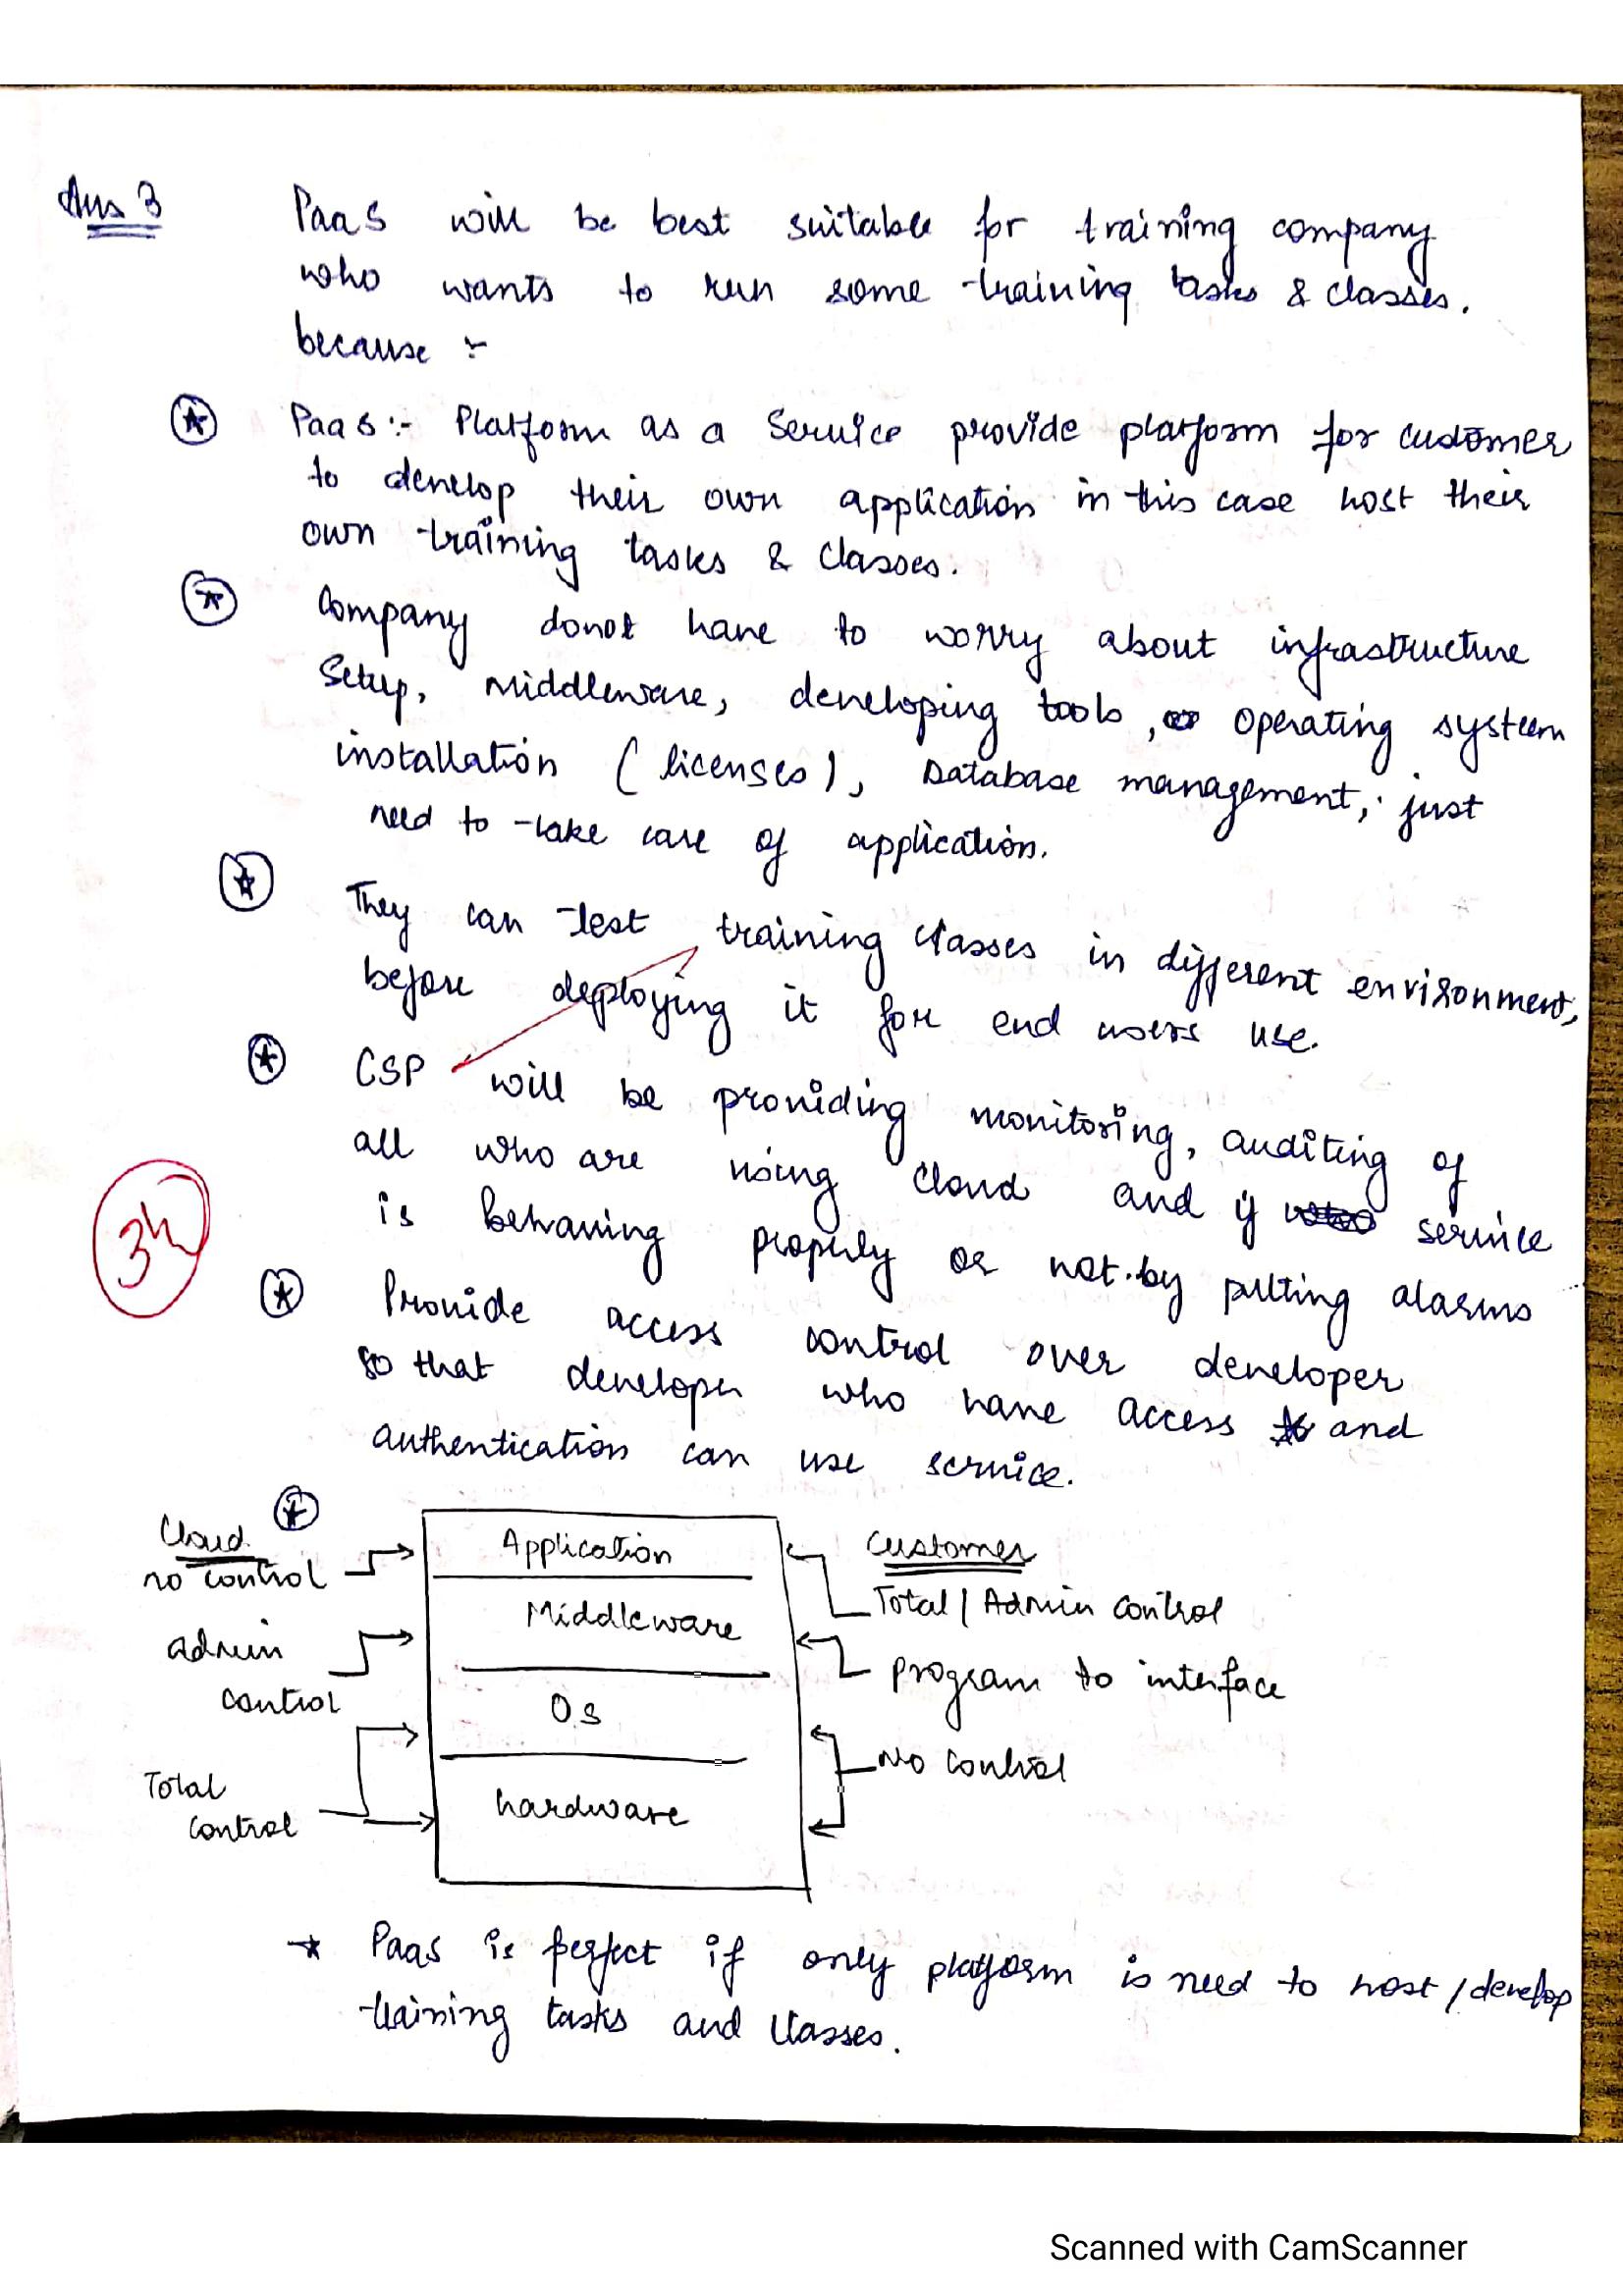 Ans 3
PaaS will be best suitable for training company
who wants to run some training tasks & classes.
because :-
PaaS :- Platform as a Service provide platform for customer
to develop their own application in this case host their
own training tasks & classes.
Company donot have to worry about infrastructure
Setup, Middleware, developing tools, operating system
installation (licenses), Database management, just
need to take care of application.
They can test training classes in different environment,
before deploying it for end users use.
CSP will be providing monitoring, auditing of
all who are using cloud and if service
is behaving properly or not by putting alarms
Provide access control over developer
so that developer who have access and
authentication can use service.
Cloud
no control
Application
Customer
Total / Admin control
Middleware
admin
control
program to interface
OS
No control
Total
control
hardware
PaaS is perfect if only platform is need to host / develop
training tasks and classes.
Scanned with CamScanner